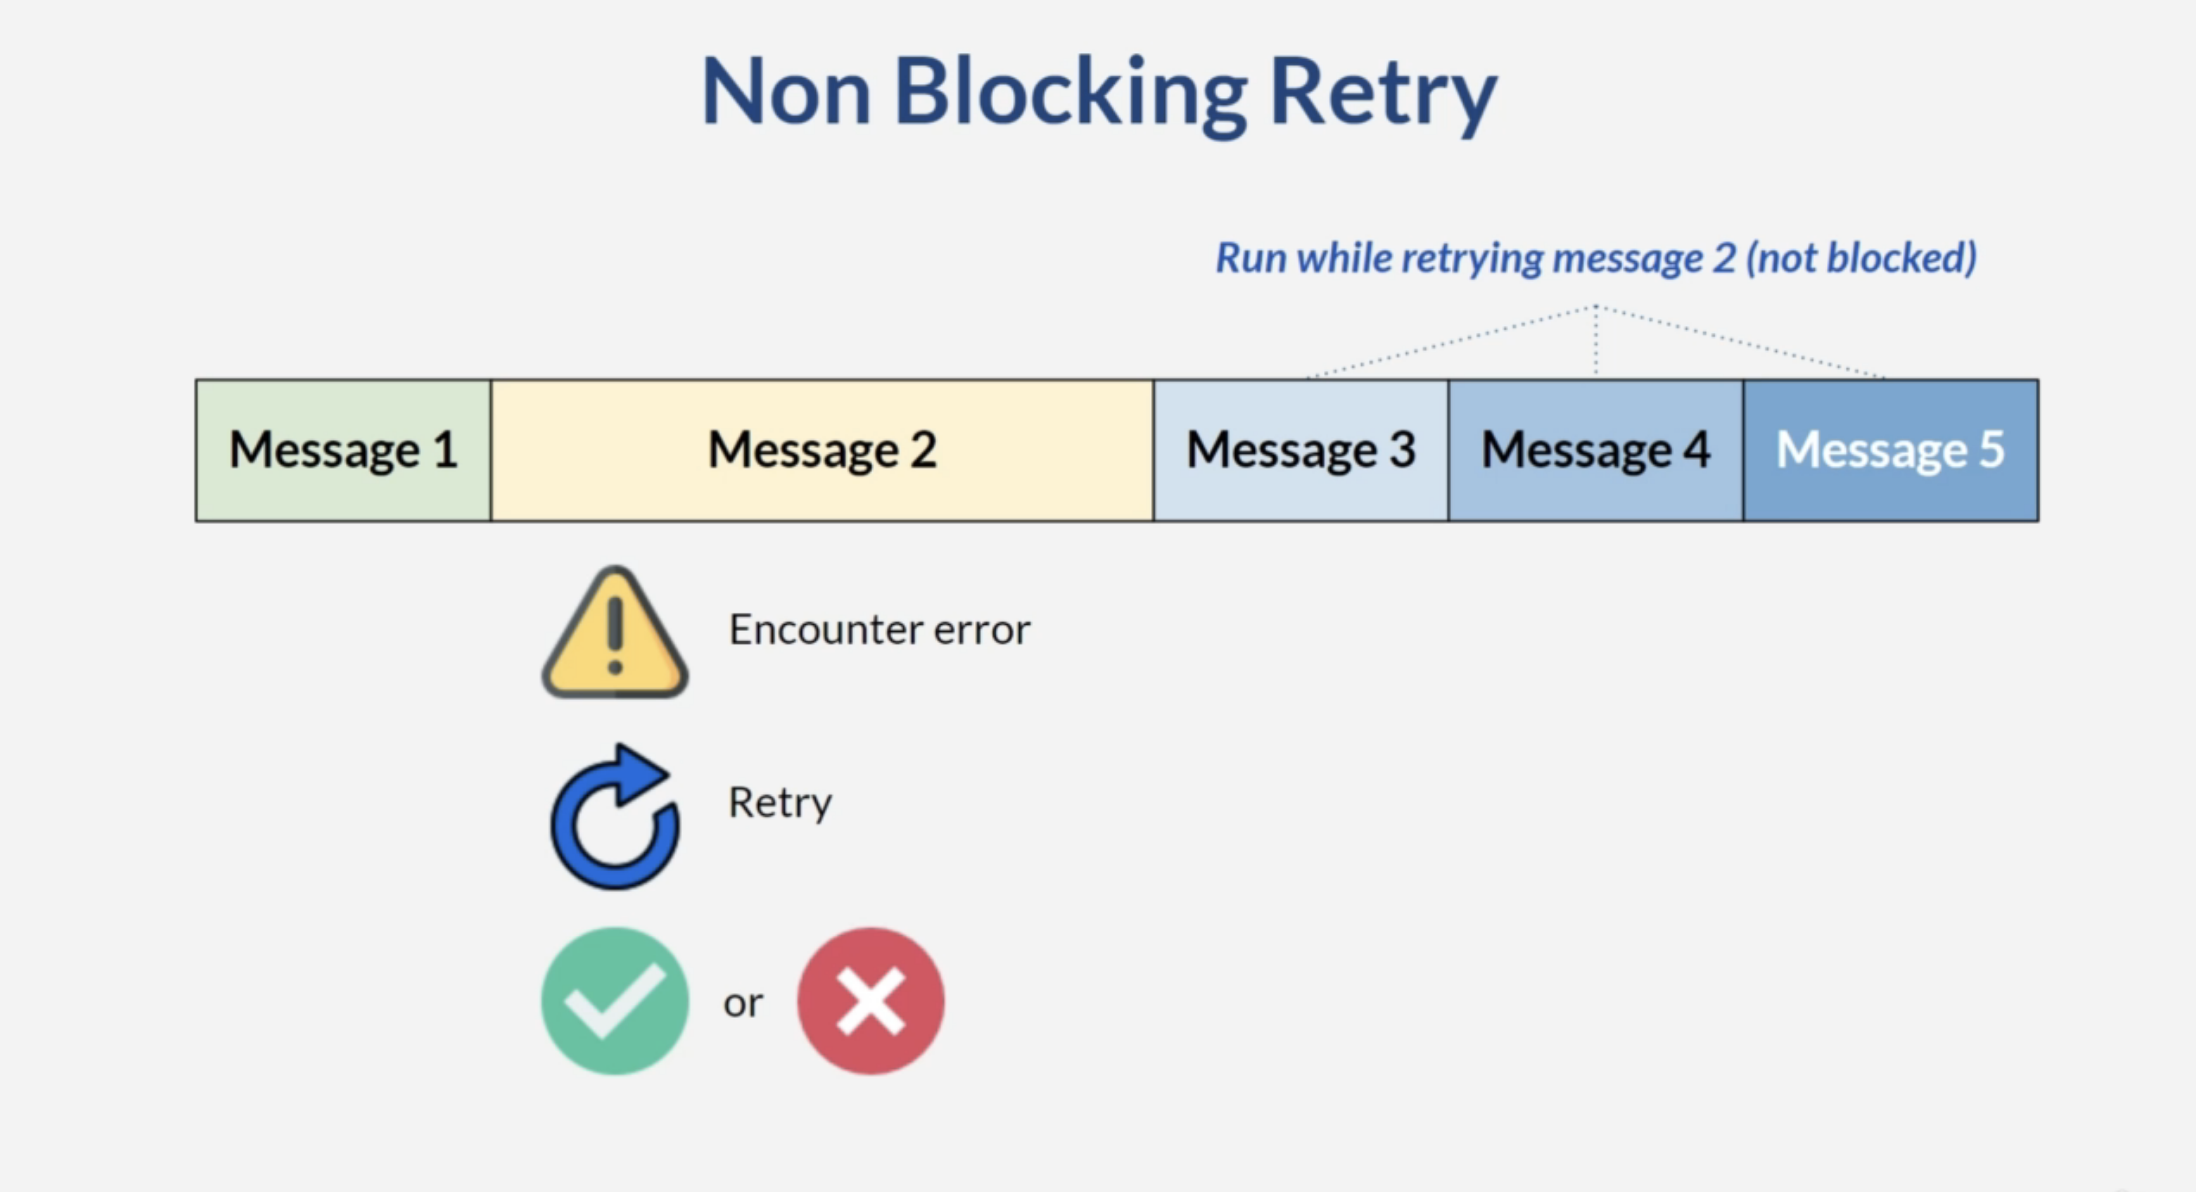 Non Blocking Retry
Run while retrying message 2 (not blocked)
Message 1
Message 2
Message 3
Message 4
Message 5
Encounter error
Retry
or